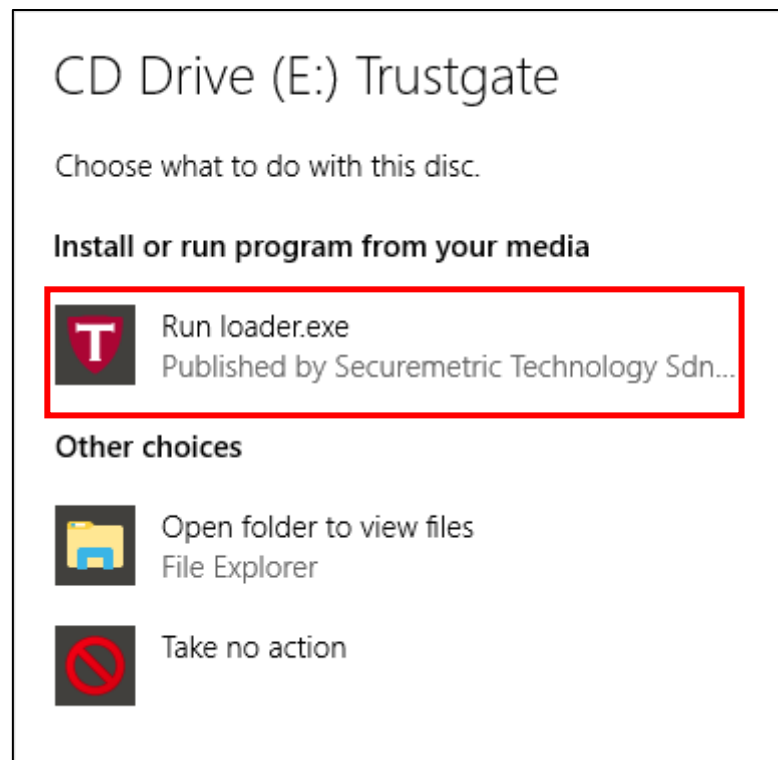 CD Drive (E:) Trustgate
Choose what to do with this disc.
Install or run program from your media
T
Run loader.exe
Published by Securemetric Technology Sdn...
Other choices
Open folder to view files
File Explorer
Take no action